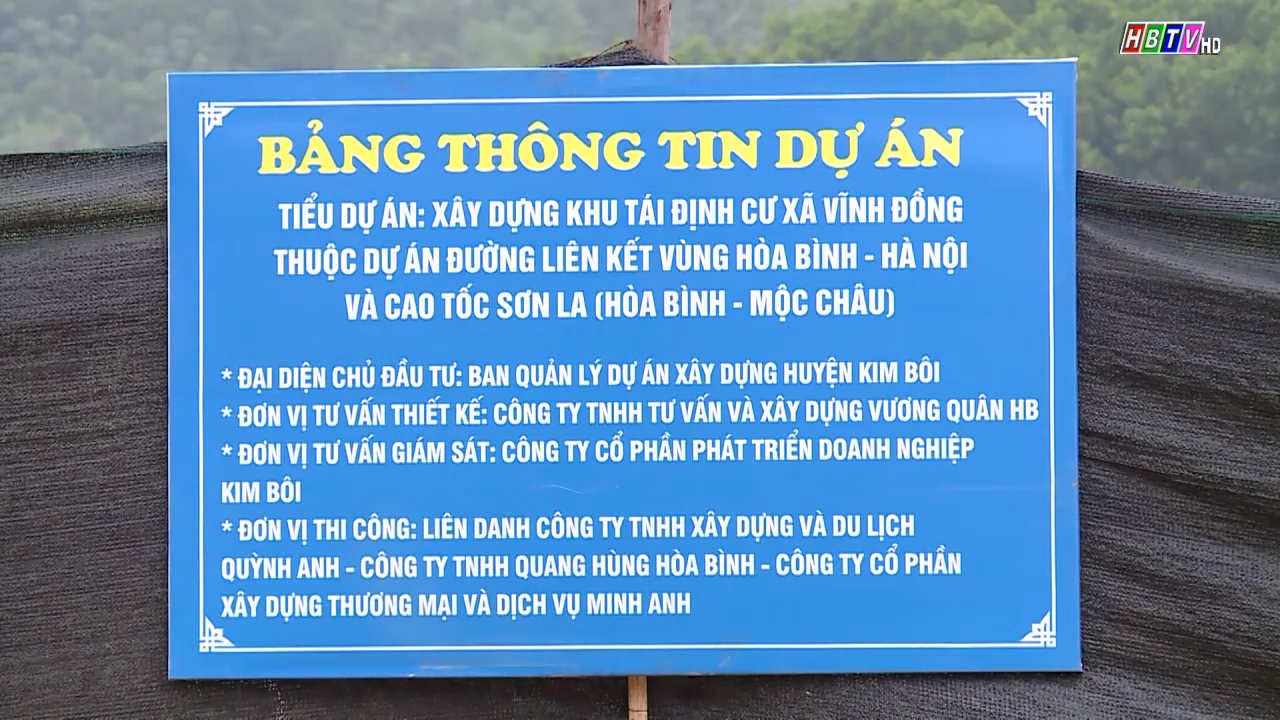 HBTV HD
BẢNG THÔNG TIN DỰ ÁN
TIỂU DỰ ÁN: XÂY DỰNG KHU TÁI ĐỊNH CƯ XÃ VĨNH ĐỒNG
THUỘC DỰ ÁN ĐƯỜNG LIÊN KẾT VÙNG HÒA BÌNH - HÀ NỘI
VÀ CAO TỐC SƠN LA (HÒA BÌNH - MỘC CHÂU)
* ĐẠI DIỆN CHỦ ĐẦU TƯ: BAN QUẢN LÝ DỰ ÁN XÂY DỰNG HUYỆN KIM BÔI
* ĐƠN VỊ TƯ VẤN THIẾT KẾ: CÔNG TY TNHH TƯ VẤN VÀ XÂY DỰNG VƯƠNG QUÂN HB
* ĐƠN VỊ TƯ VẤN GIÁM SÁT: CÔNG TY CỔ PHẦN PHÁT TRIỂN DOANH NGHIỆP
KIM BÔI
* ĐƠN VỊ THI CÔNG: LIÊN DANH CÔNG TY TNHH XÂY DỰNG VÀ DU LỊCH
QUỲNH ANH - CÔNG TY TNHH QUANG HÙNG HÒA BÌNH - CÔNG TY CỔ PHẦN
XÂY DỰNG THƯƠNG MẠI VÀ DỊCH VỤ MINH ANH